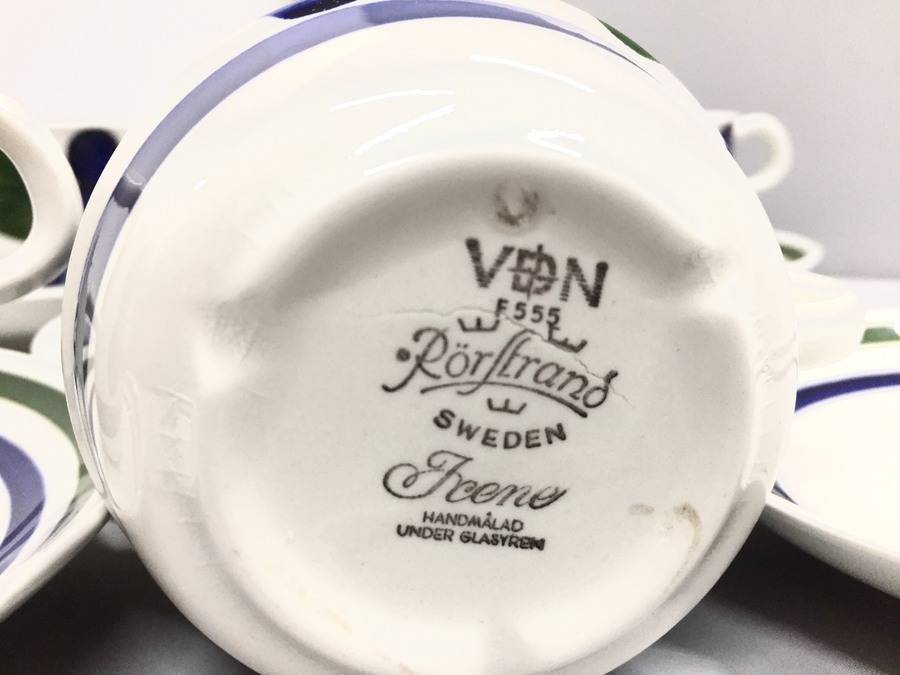 VDN
F555
Rörstrand
SWEDEN
Irene
HANDMÅLAD
UNDER GLASYREN